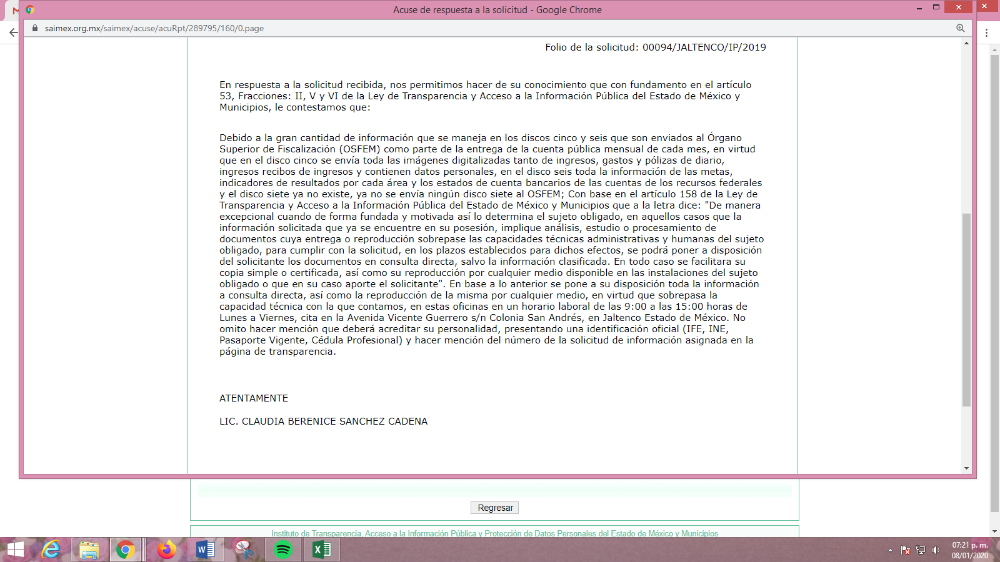 Acuse de respuesta a la solicitud - Google Chrome
saimex.org.mx/saimex/acuse/acuRpt/289795/160/0.page
Folio de la solicitud: 00094/JALTENCO/IP/2019
En respuesta a la solicitud recibida, nos permitimos hacer de su conocimiento que con fundamento en el artículo
53, Fracciones: II, V y VI de la Ley de Transparencia y Acceso a la Información Pública del Estado de México y
Municipios, le contestamos que:
Debido a la gran cantidad de información que se maneja en los discos cinco y seis que son enviados al Órgano
Superior de Fiscalización (OSFEM) como parte de la entrega de la cuenta pública mensual de cada mes, en virtud
que en el disco cinco se envía toda las imágenes digitalizadas tanto de ingresos, gastos y pólizas de diario,
ingresos recibos de ingresos y contienen datos personales, en el disco seis toda la información de las metas,
indicadores de resultados por cada área y los estados de cuenta bancarios de las cuentas de los recursos federales
y el disco siete ya no existe, ya no se envía ningún disco siete al OSFEM; Con base en el artículo 158 de la Ley de
Transparencia y Acceso a la Información Pública del Estado de México y Municipios que a la letra dice: "De manera
excepcional cuando de forma fundada y motivada así lo determina el sujeto obligado, en aquellos casos que la
información solicitada que ya se encuentre en su posesión, implique análisis, estudio o procesamiento de
documentos cuya entrega o reproducción sobrepase las capacidades técnicas administrativas y humanas del sujeto
obligado, para cumplir con la solicitud, en los plazos establecidos para dichos efectos, se podrá poner a disposición
del solicitante los documentos en consulta directa, salvo la información clasificada. En todo caso se facilitara su
copia simple o certificada, así como su reproducción por cualquier medio disponible en las instalaciones del sujeto
obligado o que en su caso aporte el solicitante". En base a lo anterior se pone a su disposición toda la información
a consulta directa, así como la reproducción de la misma por cualquier medio, en virtud que sobrepasa la
capacidad técnica con la que contamos, en estas oficinas en un horario laboral de las 9:00 a las 15:00 horas de
Lunes a Viernes, cita en la Avenida Vicente Guerrero s/n Colonia San Andrés, en Jaltenco Estado de México. No
omito hacer mención que deberá acreditar su personalidad, presentando una identificación oficial (IFE, INE,
Pasaporte Vigente, Cédula Profesional) y hacer mención del número de la solicitud de información asignada en la
página de transparencia.
ATENTAMENTE
LIC. CLAUDIA BERENICE SANCHEZ CADENA
Regresar
Instituto de Transparencia, Acceso a la Información Pública y Protección de Datos Personales del Estado de México y Municipios
07:21 p. m.
08/01/2020